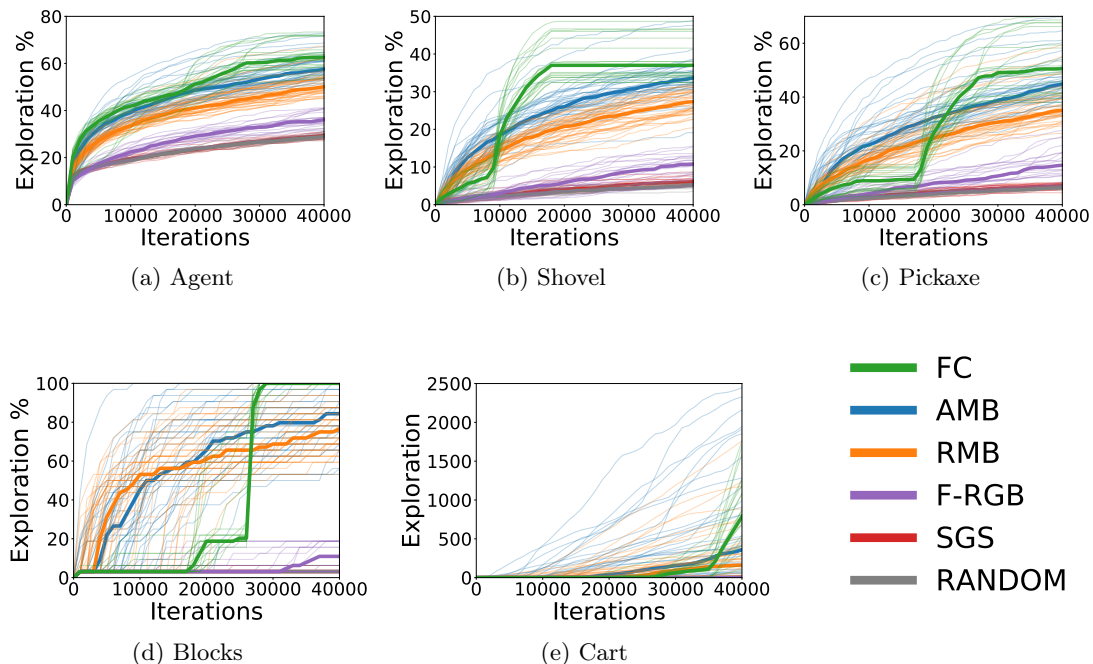 80
60
40
20
0
Exploration %
0 10000 20000 30000 40000
Iterations
(a) Agent
50
40
30
20
10
0
Exploration %
0 10000 20000 30000 40000
Iterations
(b) Shovel
60
40
20
0
Exploration %
0 10000 20000 30000 40000
Iterations
(c) Pickaxe
100
80
60
40
20
0
Exploration %
0 10000 20000 30000 40000
Iterations
(d) Blocks
2500
2000
1500
1000
500
0
Exploration
0 10000 20000 30000 40000
Iterations
(e) Cart
FC
AMB
RMB
F-RGB
SGS
RANDOM